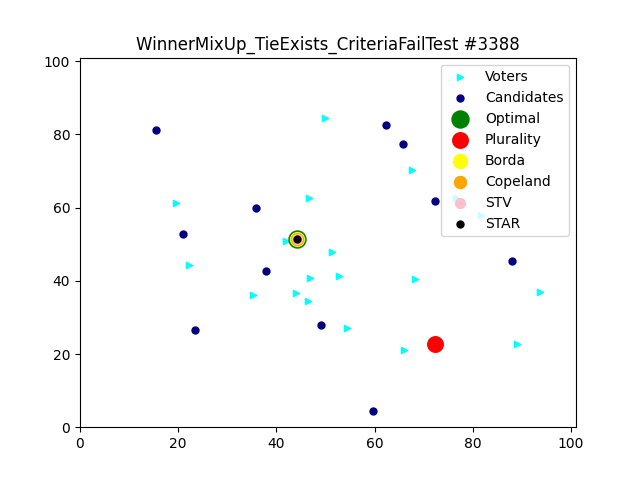 WinnerMixUp_TieExists_CriteriaFailTest #3388
Voters
Candidates
Optimal
Plurality
Borda
Copeland
STV
STAR
100
80
60
40
20
0
0 20 40 60 80 100